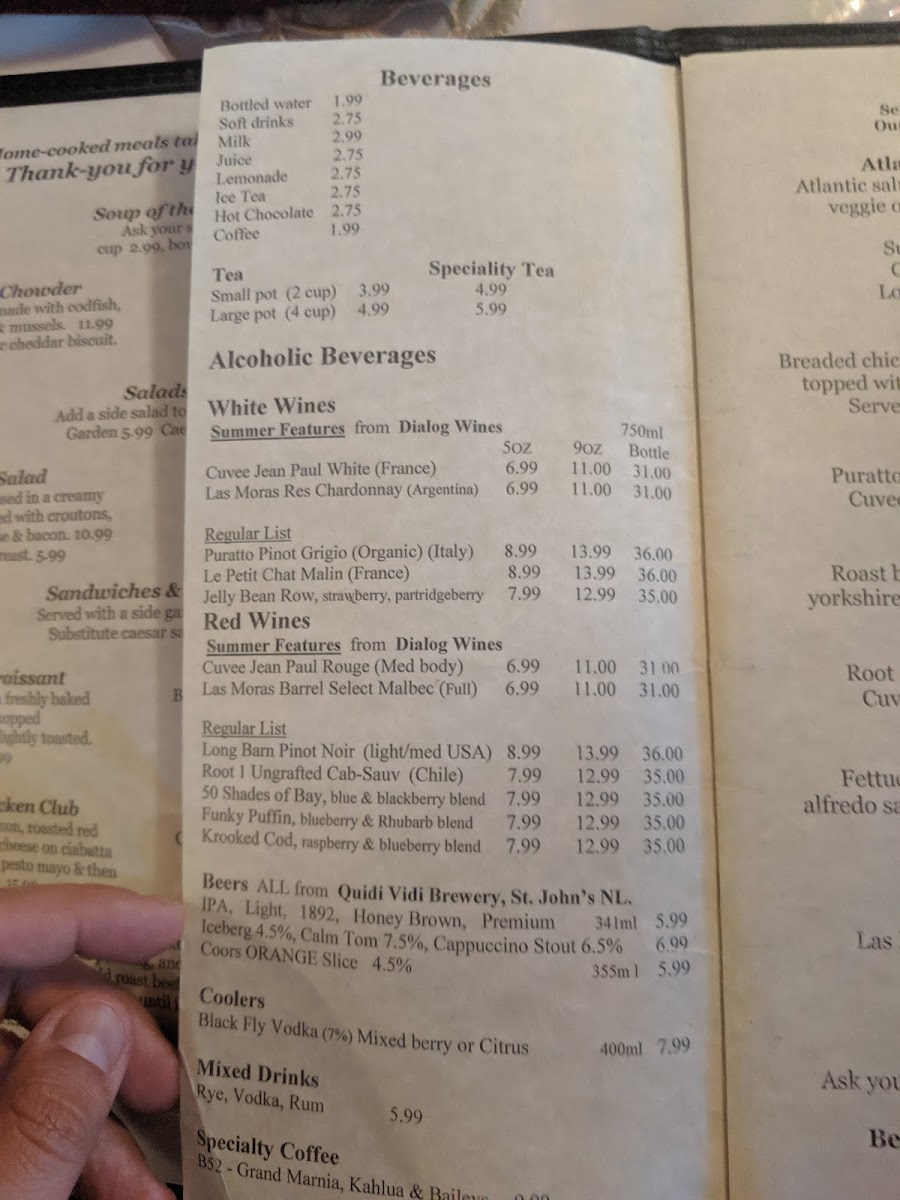 Home-cooked meals
Thank-you for
Soup of the
Ask your
cup 2.99,
Chowder
made with codfish,
& mussels. 11.99
cheddar biscuit.
Salads
Add a side salad to
Garden 5.99
Salad
in a creamy
with croutons,
& bacon. 10.99
5.99
Sandwiches &
Served with a side
Substitute caesar
freshly baked
lightly toasted.
Club
roasted red
cheese on ciabatta
pesto mayo & then
roast beef
until
Beverages
Bottled water 1.99
Soft drinks 2.75
Milk 2.99
Juice 2.75
Lemonade 2.75
Ice Tea 2.75
Hot Chocolate 2.75
Coffee 1.99
Tea Speciality Tea
Small pot (2 cup) 3.99 4.99
Large pot (4 cup) 4.99 5.99
Alcoholic Beverages
White Wines
Summer Features from Dialog Wines 750ml
5oz 9oz Bottle
Cuvee Jean Paul White (France) 6.99 11.00 31.00
Las Moras Res Chardonnay (Argentina) 6.99 11.00 31.00
Regular List
Puratto Pinot Grigio (Organic) (Italy) 8.99 13.99 36.00
Le Petit Chat Malin (France) 8.99 13.99 36.00
Jelly Bean Row, strawberry, partridgeberry 7.99 12.99 35.00
Red Wines
Summer Features from Dialog Wines
Cuvee Jean Paul Rouge (Med body) 6.99 11.00 31 00
Las Moras Barrel Select Malbec (Full) 6.99 11.00 31.00
Regular List
Long Barn Pinot Noir (light/med USA) 8.99 13.99 36.00
Root 1 Ungrafted Cab-Sauv (Chile) 7.99 12.99 35.00
50 Shades of Bay, blue & blackberry blend 7.99 12.99 35.00
Funky Puffin, blueberry & Rhubarb blend 7.99 12.99 35.00
Krooked Cod, raspberry & blueberry blend 7.99 12.99 35.00
Beers ALL from Quidi Vidi Brewery, St. John's NL.
IPA, Light, 1892, Honey Brown, Premium 341ml 5.99
Iceberg 4.5%, Calm Tom 7.5%, Cappuccino Stout 6.5% 6.99
Coors ORANGE Slice 4.5% 355m l 5.99
Coolers
Black Fly Vodka (7%) Mixed berry or Citrus 400ml 7.99
Mixed Drinks
Rye, Vodka, Rum 5.99
Specialty Coffee
B52 - Grand Marnia, Kahlua & Baileys
Atlantic
veggie
Breaded
topped
Puratto
Roast
yorkshire
Root
alfredo
Las
Ask